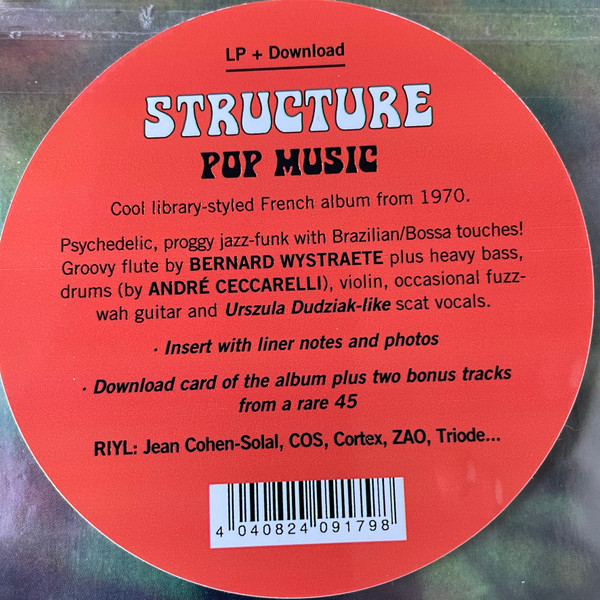 LP + Download
STRUCTURE
POP MUSIC
Cool library-styled French album from 1970.
Psychedelic, proggy jazz-funk with Brazilian/Bossa touches!
Groovy flute by BERNARD WYSTRAETE plus heavy bass,
drums (by ANDRÉ CECCARELLI), violin, occasional fuzz-
wah guitar and Urszula Dudziak-like scat vocals.
· Insert with liner notes and photos
· Download card of the album plus two bonus tracks
from a rare 45
RIYL: Jean Cohen-Solal, COS, Cortex, ZAO, Triode...
4 040824 091798